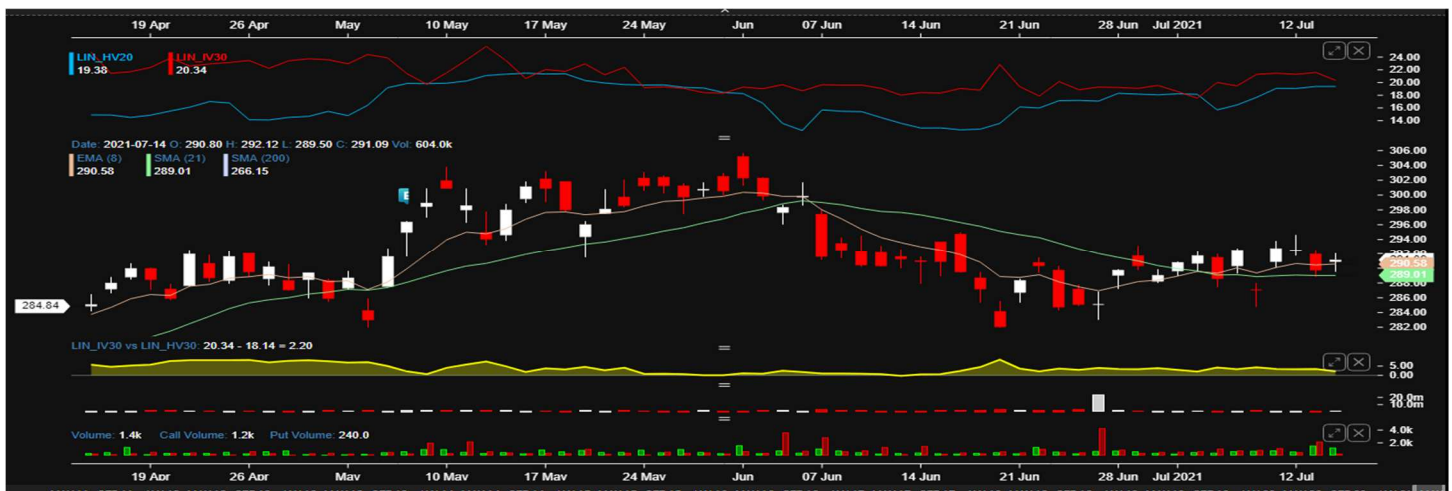 19 Apr 26 Apr May 10 May 17 May 24 May Jun 07 Jun 14 Jun 21 Jun 28 Jun Jul 2021 12 Jul
LIN_HV20 LIN_IV30
19.38 20.34
24.00
22.00
20.00
18.00
16.00
14.00
Date: 2021-07-14 O: 290.80 H: 292.12 L: 289.50 C: 291.09 Vol: 604.0k
EMA (8) SMA (21) SMA (200)
290.58 289.01 266.15
E
306.00
304.00
302.00
300.00
298.00
296.00
294.00
290.58
289.01
288.00
286.00
284.00
282.00
284.84
LIN_IV30 vs LIN_HV30: 20.34 - 18.14 = 2.20
5.00
0.00
20.0m
10.0m
Volume: 1.4k Call Volume: 1.2k Put Volume: 240.0
4.0k
2.0k
19 Apr 26 Apr May 10 May 17 May 24 May Jun 07 Jun 14 Jun 21 Jun 28 Jun Jul 2021 12 Jul